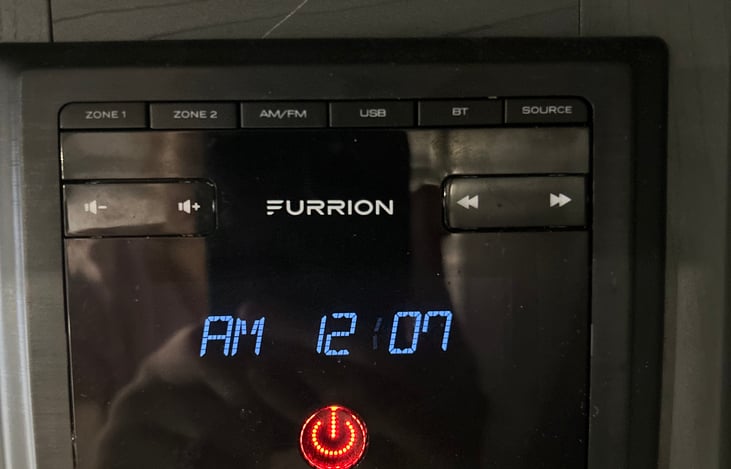 ZONE 1 ZONE 2 AM/FM USB BT SOURCE
FURRION
AM 12:07